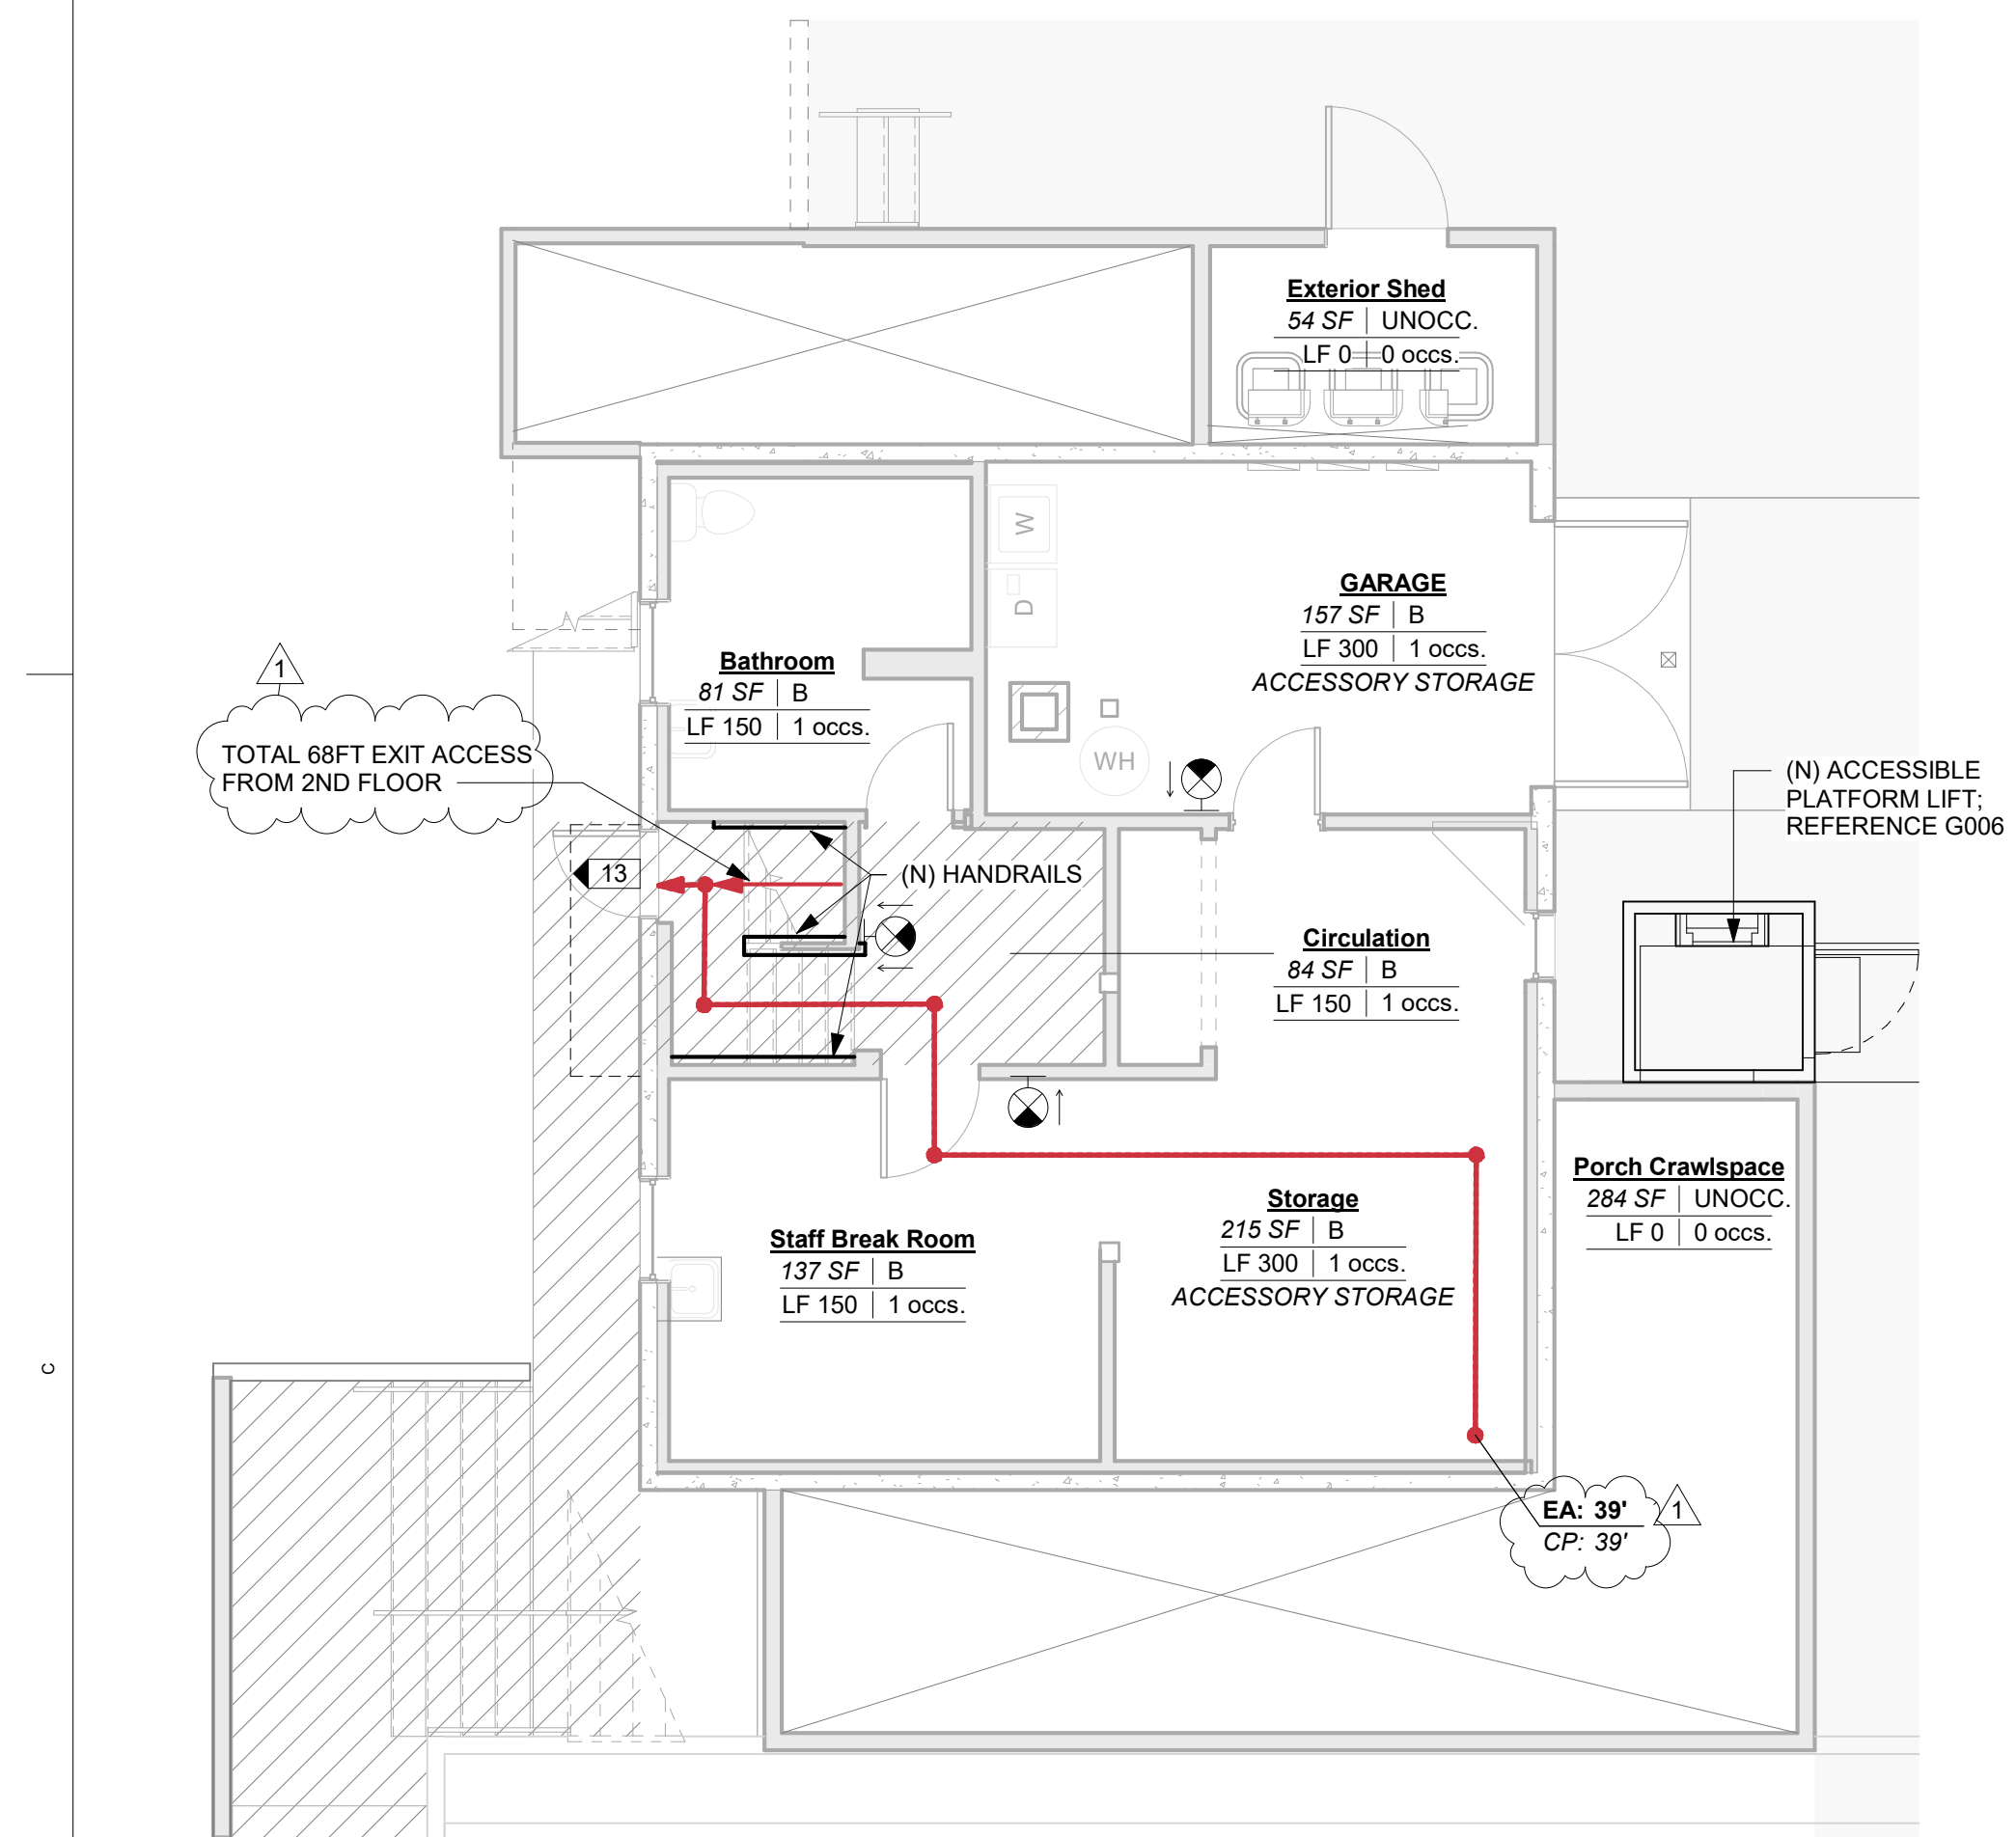 Exterior Shed
54 SF UNOCC.
LF 0 0 occs.
W
D
GARAGE
157 SF B
LF 300 1 occs.
ACCESSORY STORAGE
Bathroom
81 SF B
LF 150 1 occs.
1
TOTAL 68FT EXIT ACCESS
FROM 2ND FLOOR
WH
(N) ACCESSIBLE
PLATFORM LIFT;
REFERENCE G006
13
(N) HANDRAILS
Circulation
84 SF B
LF 150 1 occs.
Porch Crawlspace
284 SF UNOCC.
LF 0 0 occs.
Storage
215 SF B
LF 300 1 occs.
ACCESSORY STORAGE
Staff Break Room
137 SF B
LF 150 1 occs.
C
EA: 39'
CP: 39'
1